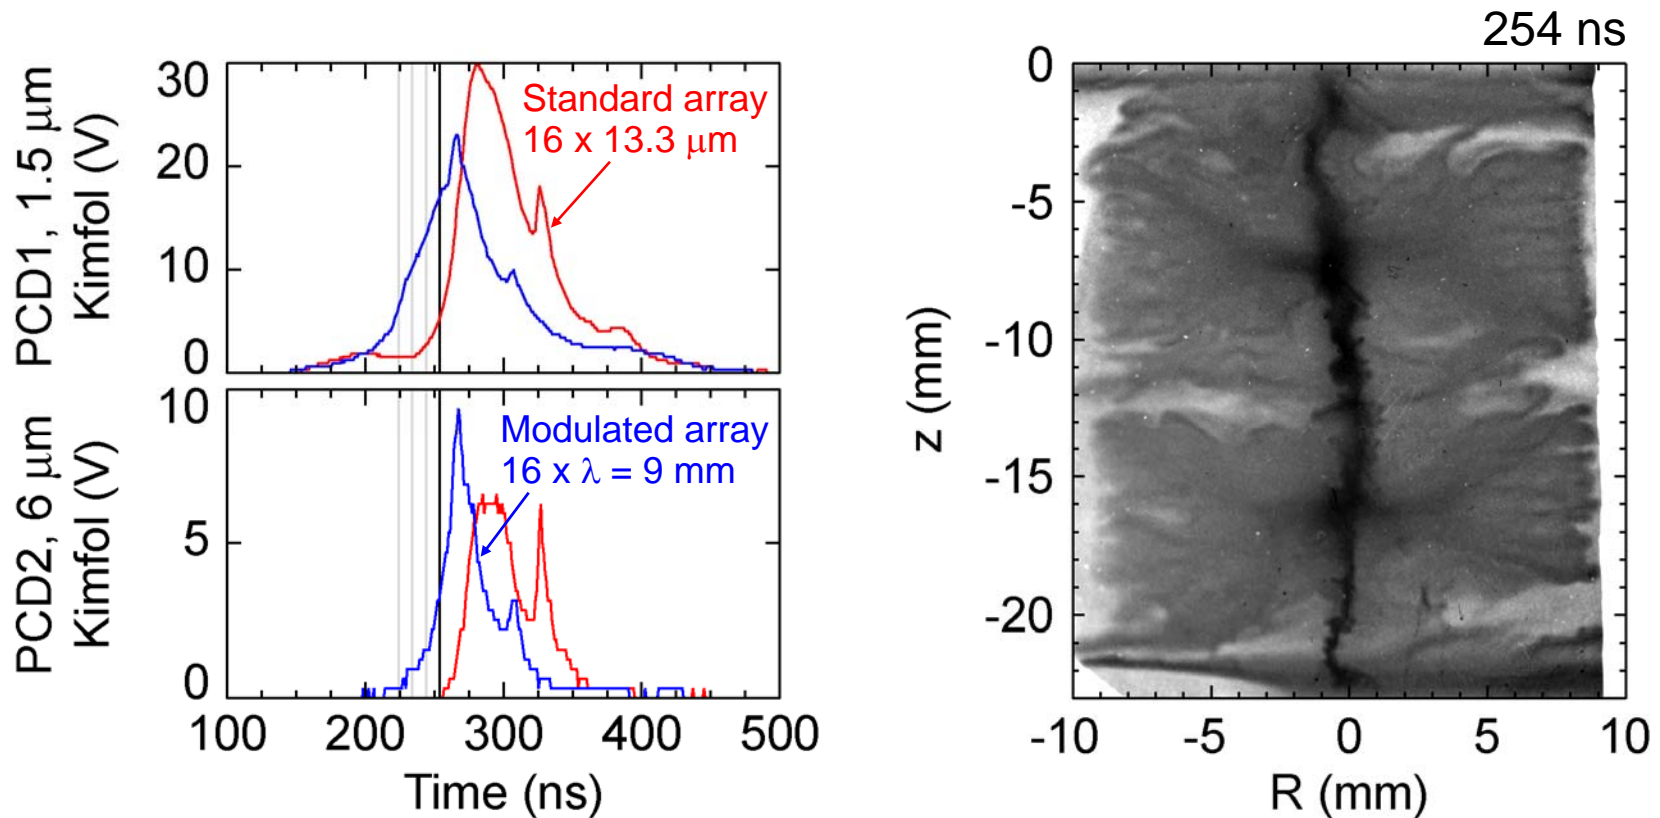 254 ns
PCD1, 1.5 μm
Kimfol (V)
30
20
10
0
Standard array
16 x 13.3 μm
PCD2, 6 μm
Kimfol (V)
10
5
0
Modulated array
16 x λ = 9 mm
100 200 300 400 500
Time (ns)
z (mm)
0
-5
-10
-15
-20
-10 -5 0 5 10
R (mm)